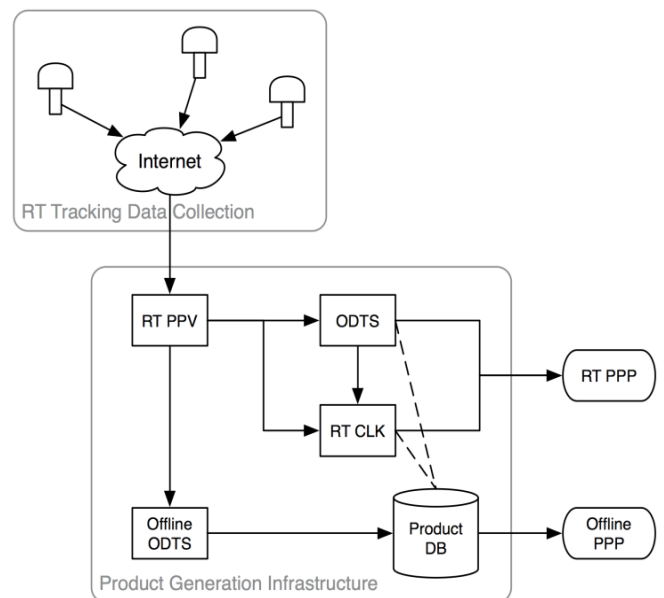 Internet
RT Tracking Data Collection
RT PPV
ODTS
RT PPP
RT CLK
Offline
ODTS
Product
DB
Offline
PPP
Product Generation Infrastructure